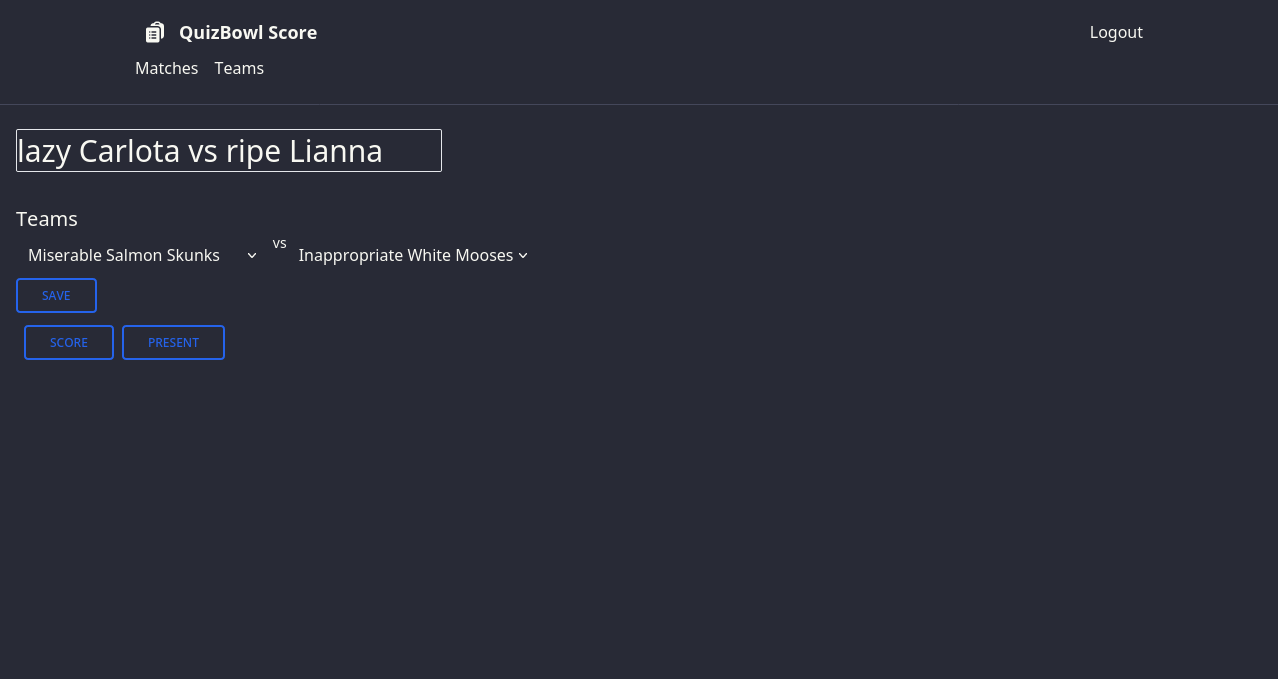 QuizBowl Score
Logout
Matches Teams
lazy Carlota vs ripe Lianna
Teams
Miserable Salmon Skunks vs Inappropriate White Mooses
SAVE
SCORE PRESENT